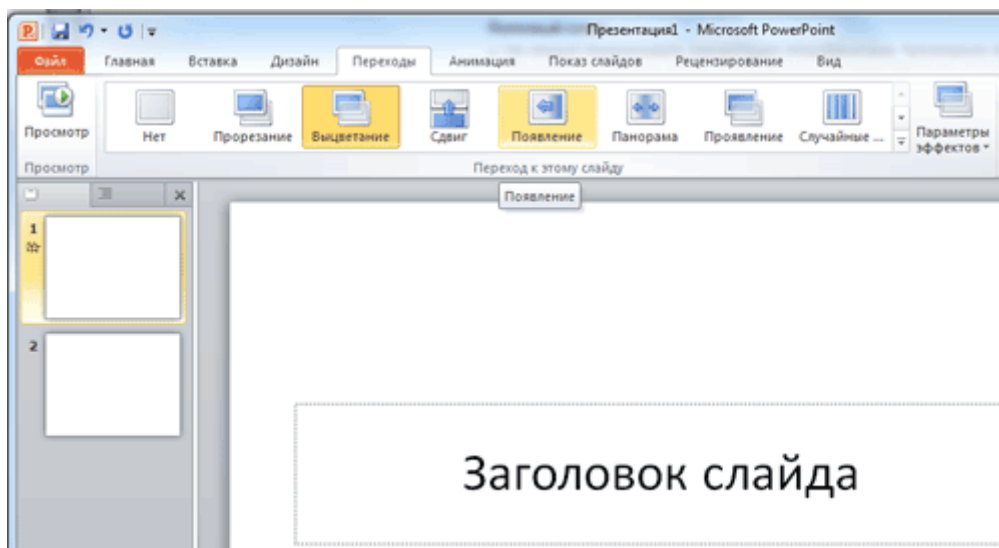 Презентация1 - Microsoft PowerPoint
Файл Главная Вставка Дизайн Переходы Анимация Показ слайдов Рецензирование Вид
Просмотр Нет Прорезание Выцветание Сдвиг Появление Панорама Проявление Случайные ... Параметры
эффектов
Просмотр Переход к этому слайду
Появление
1
2
Заголовок слайда